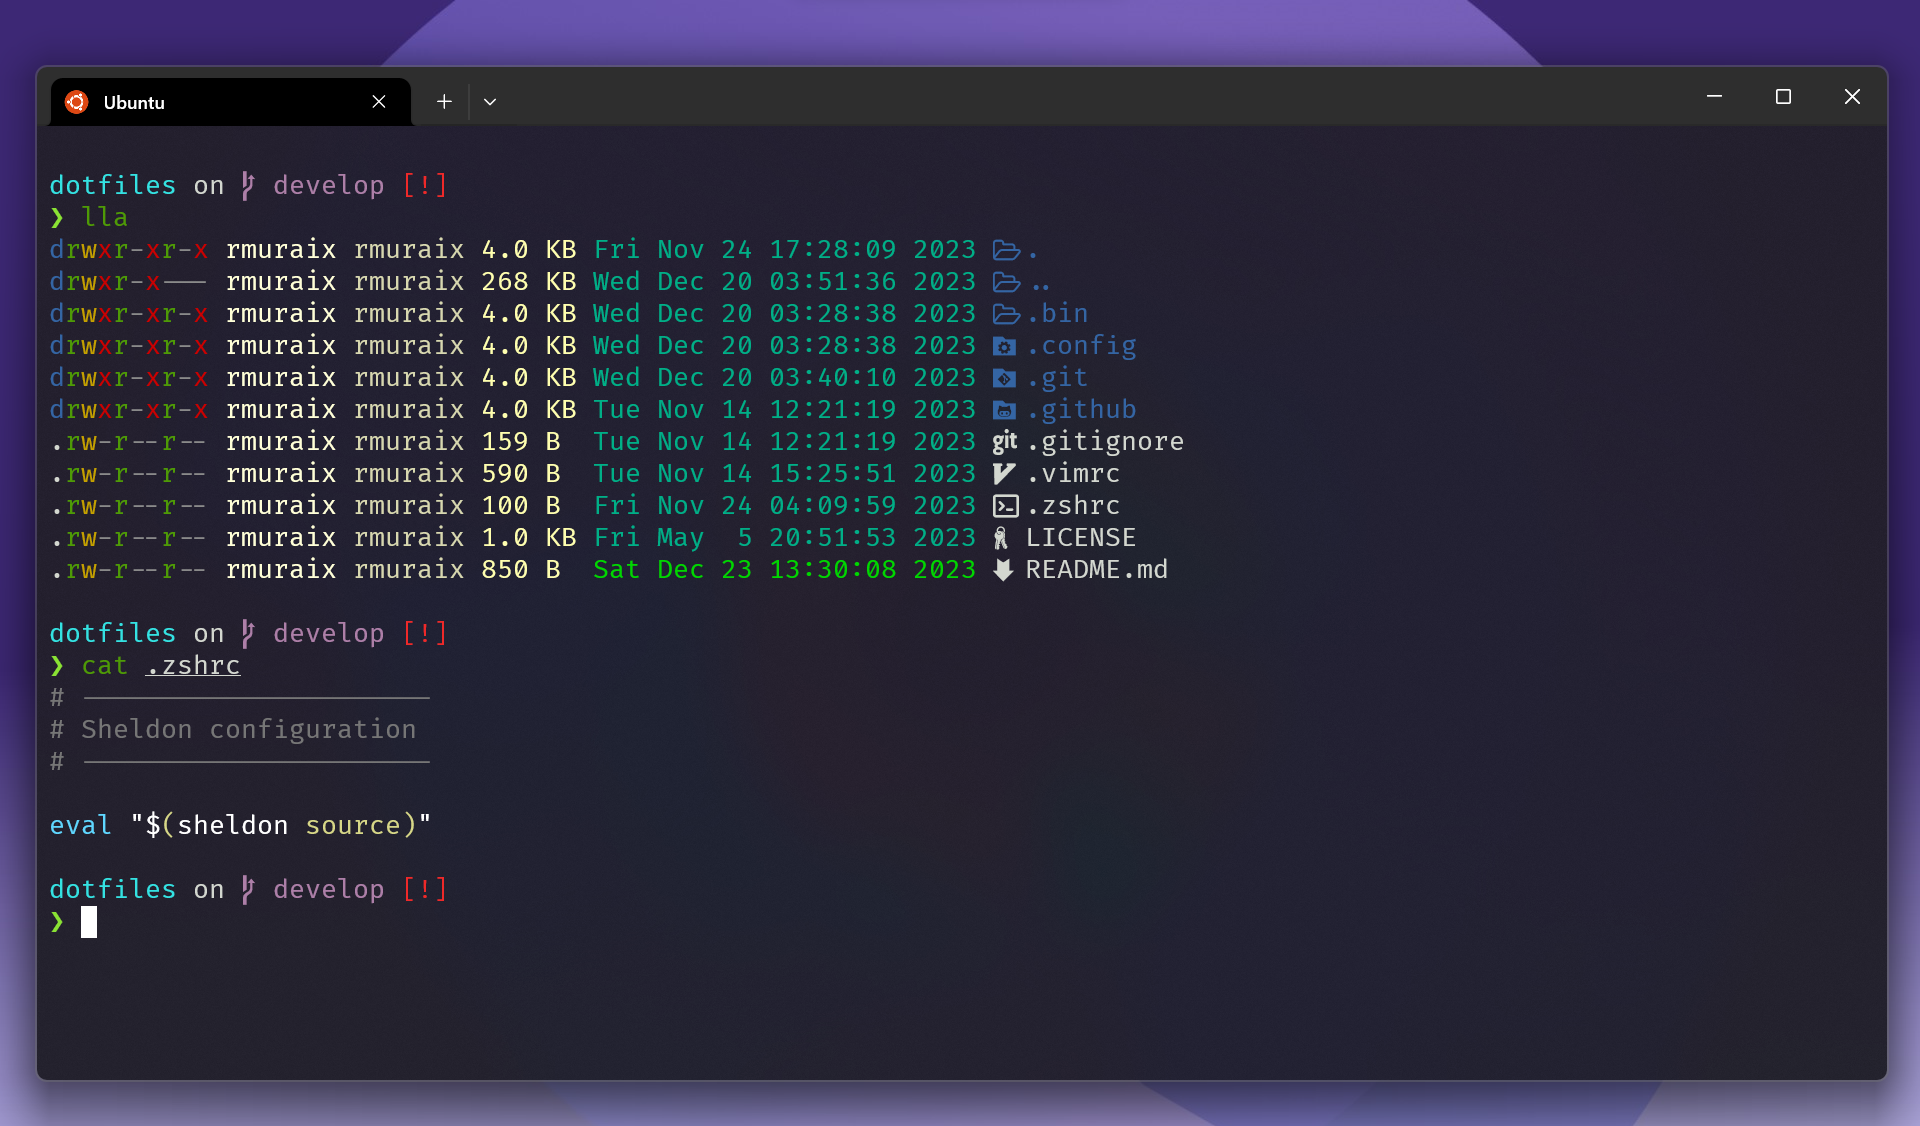 Ubuntu
dotfiles on develop [!]
❯ lla
drwxr-xr-x rmuraix rmuraix 4.0 KB Fri Nov 24 17:28:09 2023 .
drwxr-x--- rmuraix rmuraix 268 KB Wed Dec 20 03:51:36 2023 ..
drwxr-xr-x rmuraix rmuraix 4.0 KB Wed Dec 20 03:28:38 2023 .bin
drwxr-xr-x rmuraix rmuraix 4.0 KB Wed Dec 20 03:28:38 2023 .config
drwxr-xr-x rmuraix rmuraix 4.0 KB Wed Dec 20 03:40:10 2023 .git
drwxr-xr-x rmuraix rmuraix 4.0 KB Tue Nov 14 12:21:19 2023 .github
.rw-r--r-- rmuraix rmuraix 159 B Tue Nov 14 12:21:19 2023 git .gitignore
.rw-r--r-- rmuraix rmuraix 590 B Tue Nov 14 15:25:51 2023 .vimrc
.rw-r--r-- rmuraix rmuraix 100 B Fri Nov 24 04:09:59 2023 .zshrc
.rw-r--r-- rmuraix rmuraix 1.0 KB Fri May 5 20:51:53 2023 LICENSE
.rw-r--r-- rmuraix rmuraix 850 B Sat Dec 23 13:30:08 2023 README.md
dotfiles on develop [!]
❯ cat .zshrc
# ----------------------
# Sheldon configuration
# ----------------------
eval "$(sheldon source)"
dotfiles on develop [!]
❯